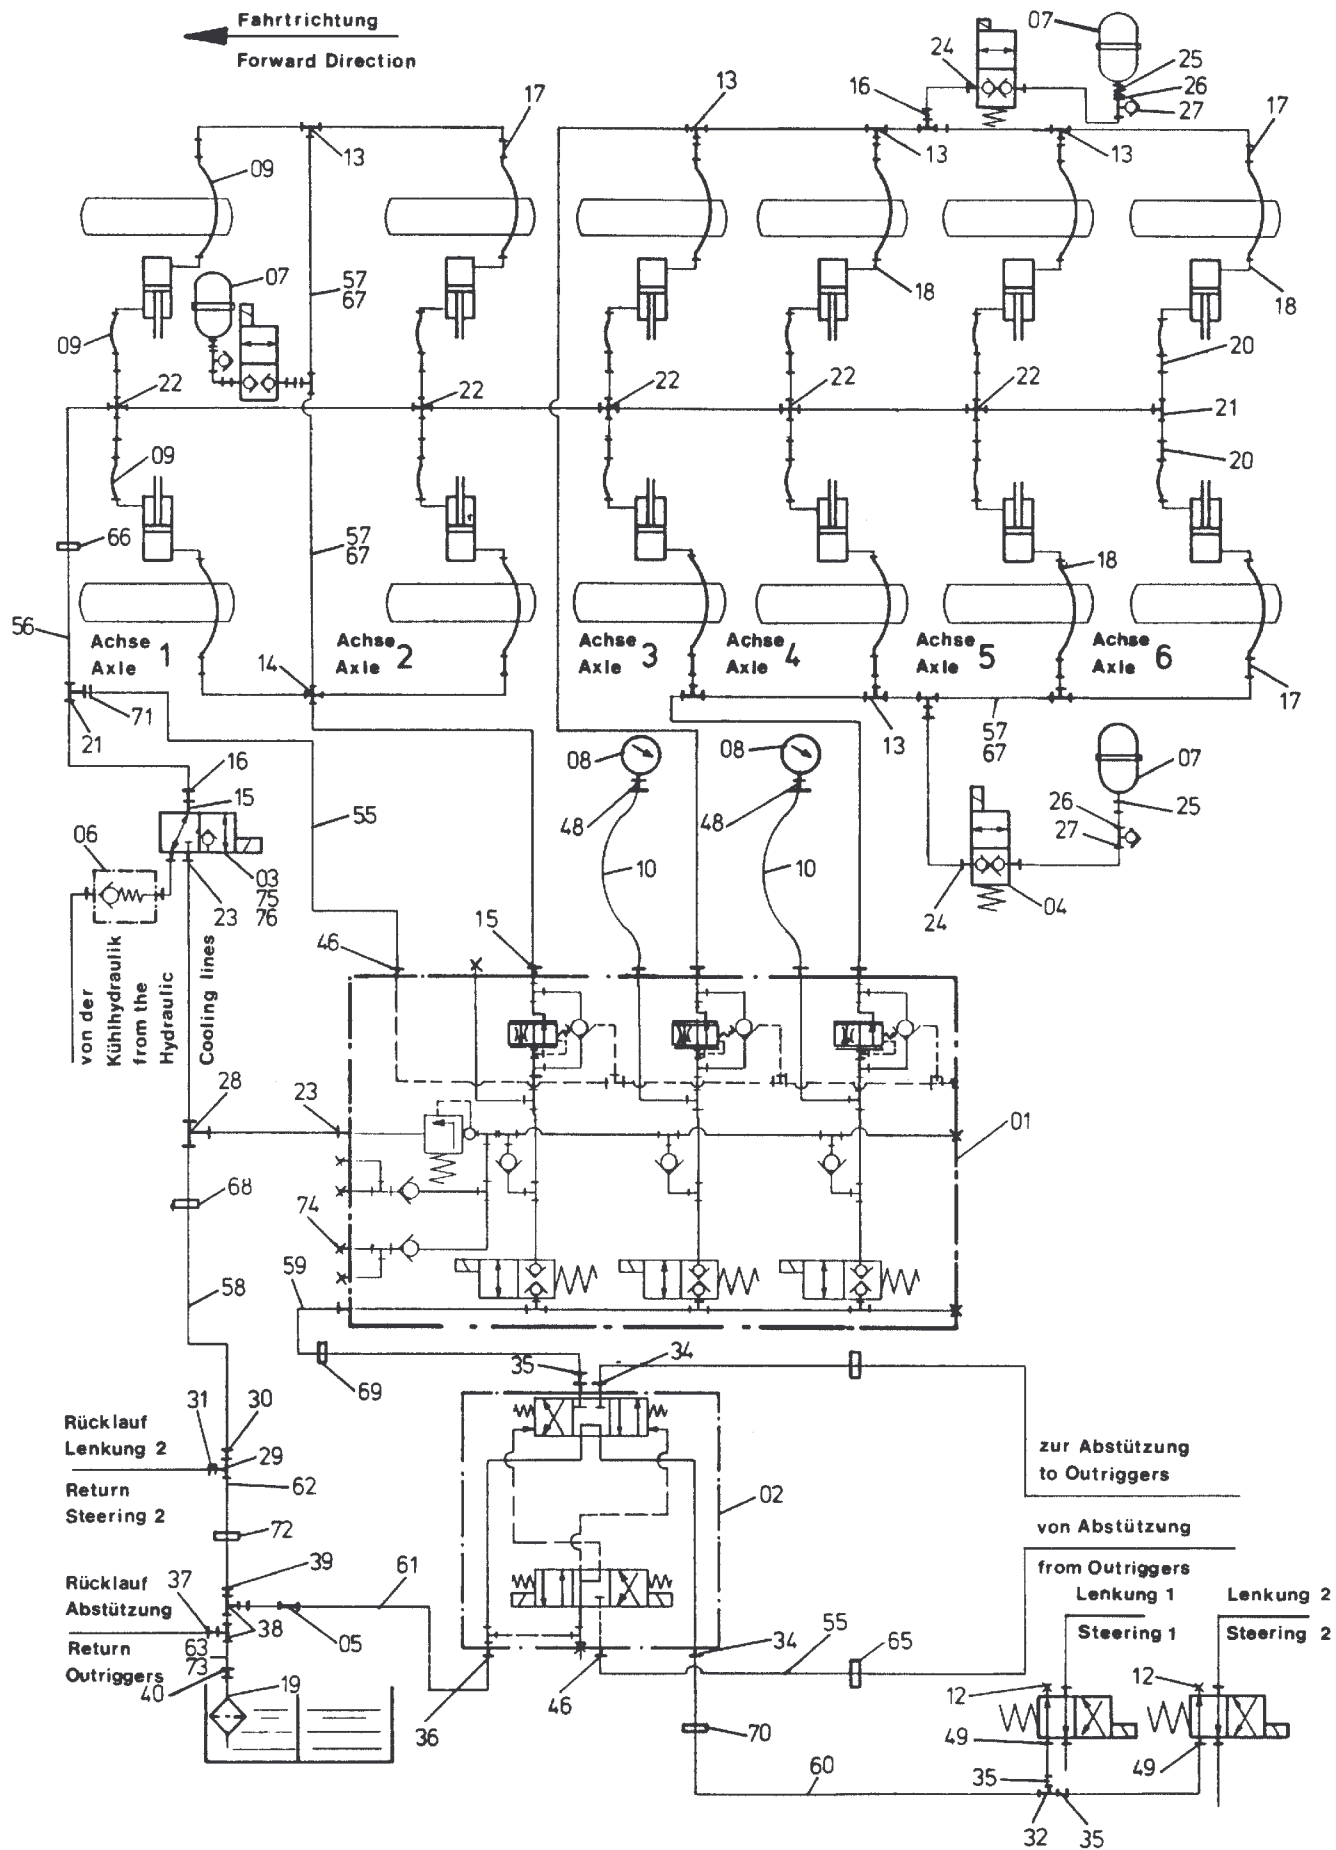 Fahrtrichtung
Forward Direction
07
24
25
26
27
16
13
17
17
13
13
13
09
07
57
67
18
18
09
20
22
22
22
22
22
21
09
20
66
57
67
18
56
Achse
Axle 1
Achse
Axle 2
Achse
Axle 3
Achse
Axle 4
Achse
Axle 5
Achse
Axle 6
14
71
17
21
13
57
67
08
08
07
16
15
55
48
48
26
25
27
06
10
10
03
75
76
23
24
04
46
15
von der
Kühlhydraulik
from the
Hydraulic
Cooling lines
28
23
01
68
74
59
58
35
34
69
31
30
Rücklauf
Lenkung 2
29
62
Return
Steering 2
zur Abstützung
to Outriggers
02
72
von Abstützung
from Outriggers
39
61
Rücklauf
Abstützung
37
Lenkung 1
Steering 1
Lenkung 2
Steering 2
38
05
Return
Outriggers
63
73
40
19
34
55
65
36
46
12
12
70
49
49
60
35
32
35